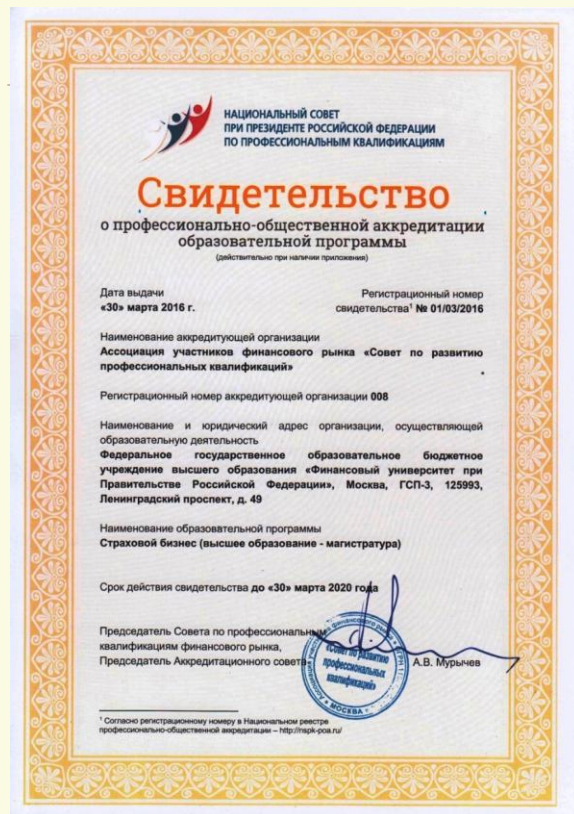 НАЦИОНАЛЬНЫЙ СОВЕТ
ПРИ ПРЕЗИДЕНТЕ РОССИЙСКОЙ ФЕДЕРАЦИИ
ПО ПРОФЕССИОНАЛЬНЫМ КВАЛИФИКАЦИЯМ
Свидетельство
о профессионально-общественной аккредитации
образовательной программы
(действительно при наличии приложения)
Дата выдачи
«30» марта 2016 г.
Регистрационный номер
свидетельства¹ № 01/03/2016
Наименование аккредитующей организации
Ассоциация участников финансового рынка «Совет по развитию
профессиональных квалификаций»
Регистрационный номер аккредитующей организации 008
Наименование и юридический адрес организации, осуществляющей
образовательную деятельность
Федеральное государственное образовательное бюджетное
учреждение высшего образования «Финансовый университет при
Правительстве Российской Федерации», Москва, ГСП-3, 125993,
Ленинградский проспект, д. 49
Наименование образовательной программы
Страховой бизнес (высшее образование - магистратура)
Срок действия свидетельства до «30» марта 2020 года
Председатель Совета по профессиональным
квалификациям финансового рынка,
Председатель Аккредитационного совета
А.В. Мурычев
«Совет по развитию
профессиональных
квалификаций»
МОСКВА
¹ Согласно регистрационному номеру в Национальном реестре
профессионально-общественной аккредитации – http://nspk-poa.ru/